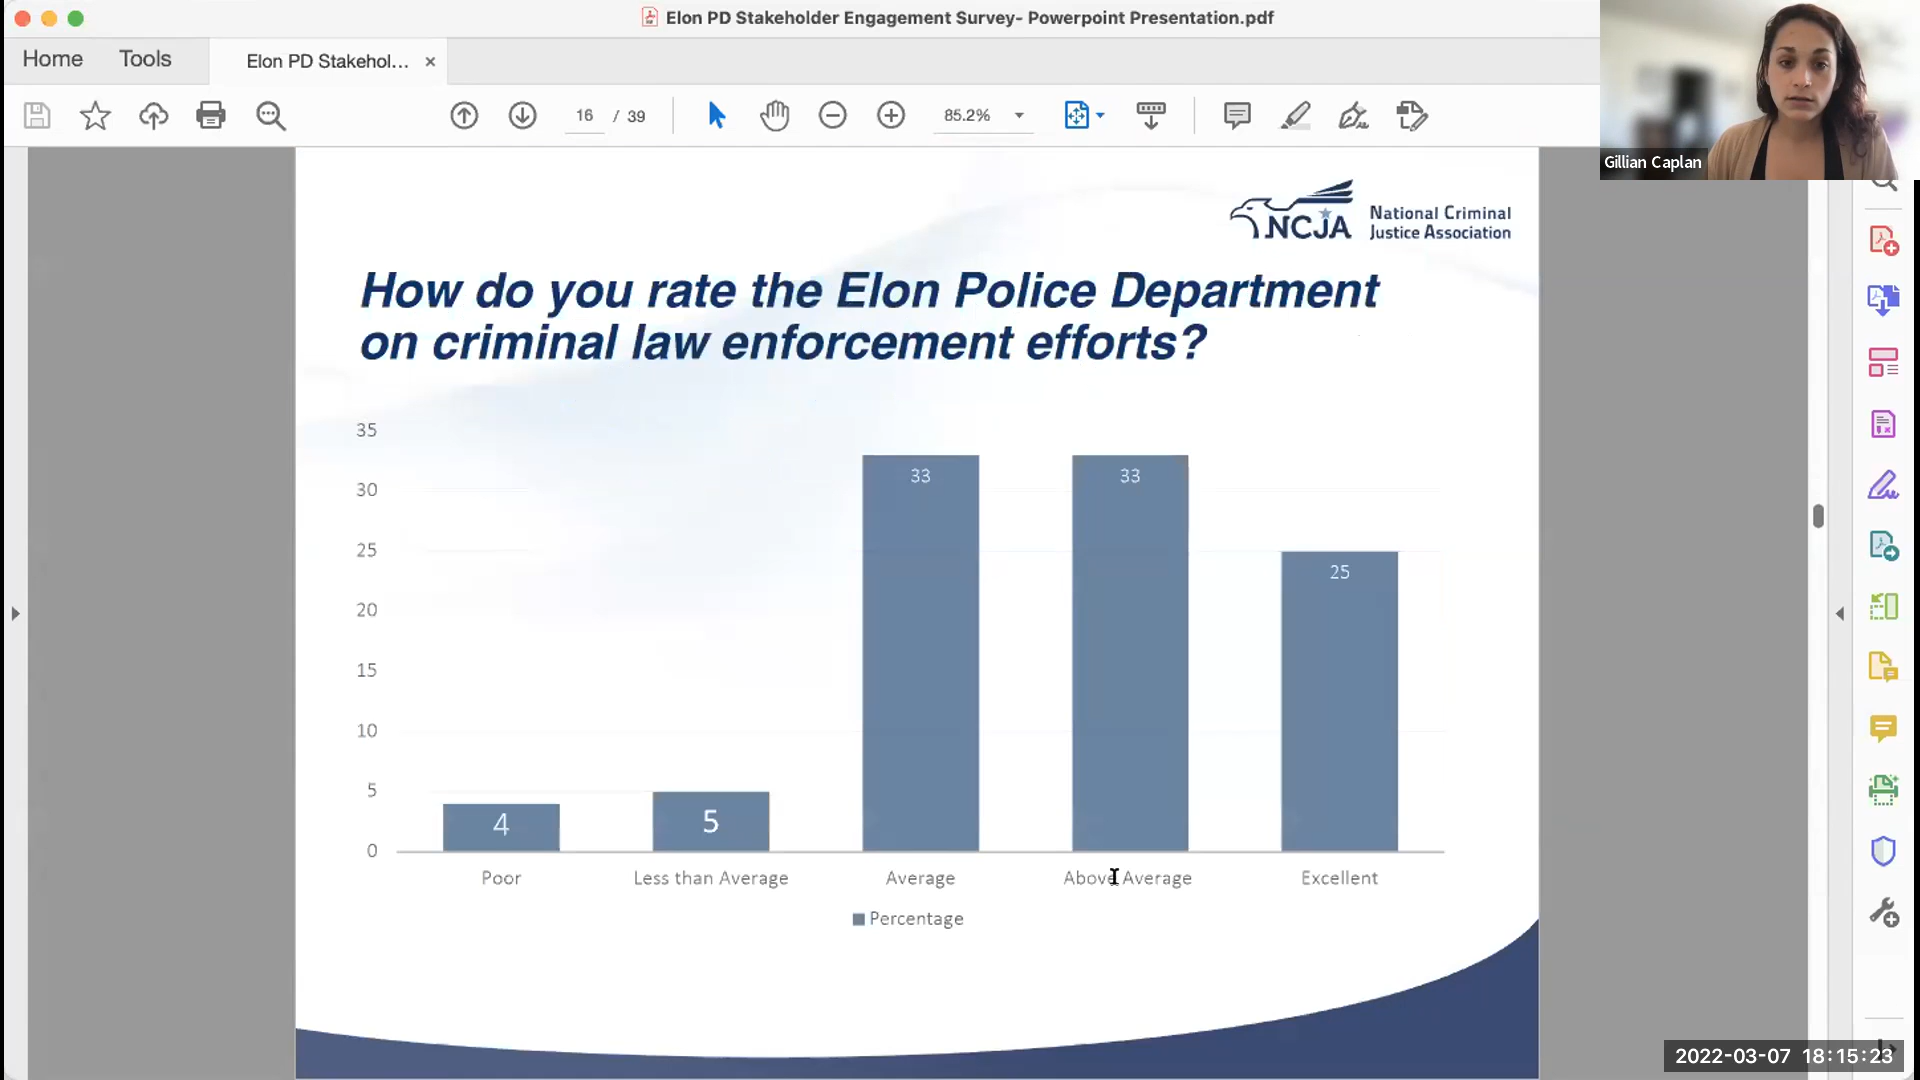 Elon PD Stakeholder Engagement Survey- Powerpoint Presentation.pdf
Home
Tools
Elon PD Stakehol...
16 / 39
85.2%
Gillian Caplan
NCJA
National Criminal
Justice Association
How do you rate the Elon Police Department
on criminal law enforcement efforts?
35
30
25
20
15
10
5
0
4
5
33
33
25
Poor
Less than Average
Average
Above Average
Excellent
Percentage
2022-03-07 18:15:23